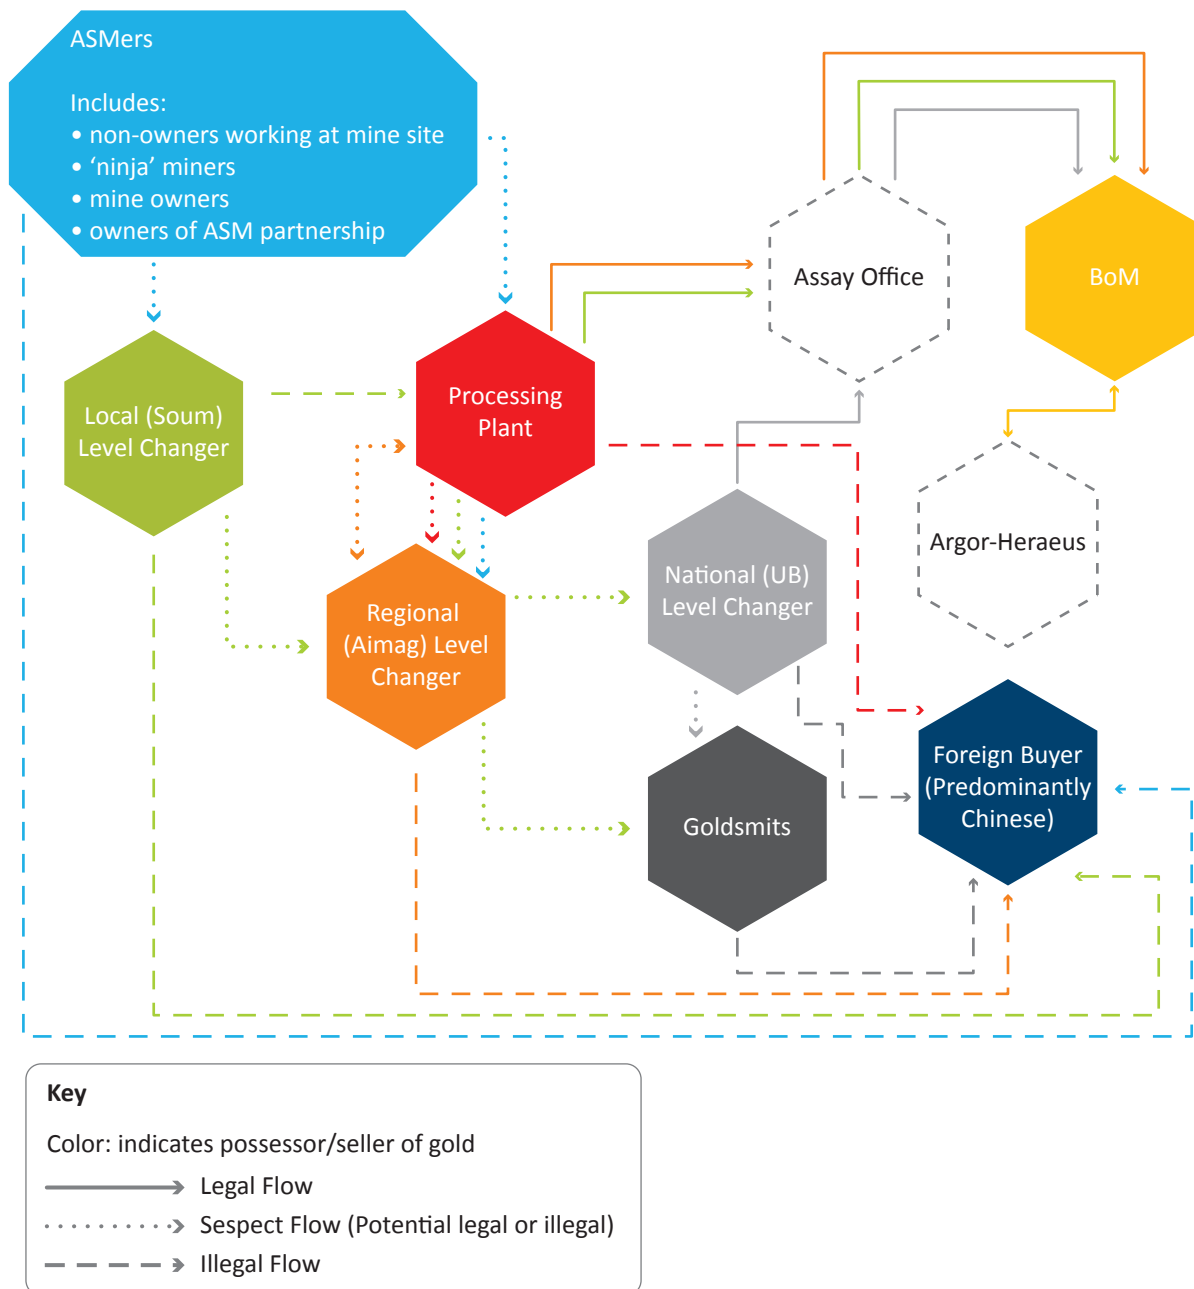 ASMers
Includes:
• non-owners working at mine site
• ‘ninja’ miners
• mine owners
• owners of ASM partnership
Assay Office
BoM
Local (Soum)
Level Changer
Processing
Plant
Argor-Heraeus
National (UB)
Level Changer
Regional
(Aimag) Level
Changer
Foreign Buyer
(Predominantly
Chinese)
Goldsmits
Key
Color: indicates possessor/seller of gold
Legal Flow
Sespect Flow (Potential legal or illegal)
Illegal Flow